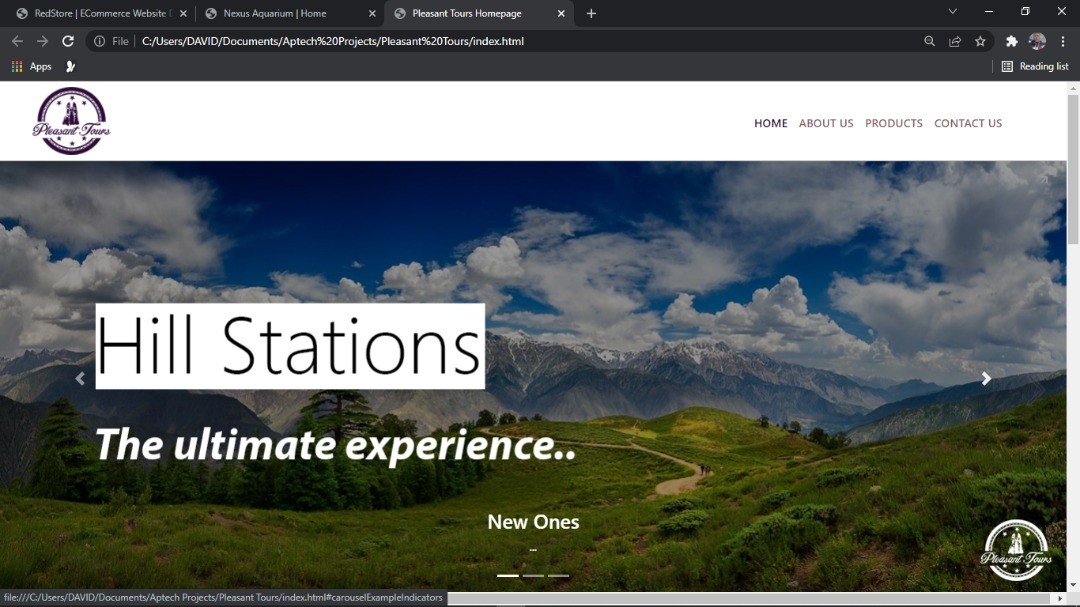 RedStore | ECommerce Website D
Nexus Aquarium | Home
Pleasant Tours Homepage
File
C:/Users/DAVID/Documents/Aptech%20Projects/Pleasant%20Tours/index.html
Apps
Reading list
Pleasant Tours
HOME ABOUT US PRODUCTS CONTACT US
Hill Stations
The ultimate experience..
New Ones
...
Pleasant Tours
file:///C:/Users/DAVID/Documents/Aptech Projects/Pleasant Tours/index.html#carouselExampleIndicators